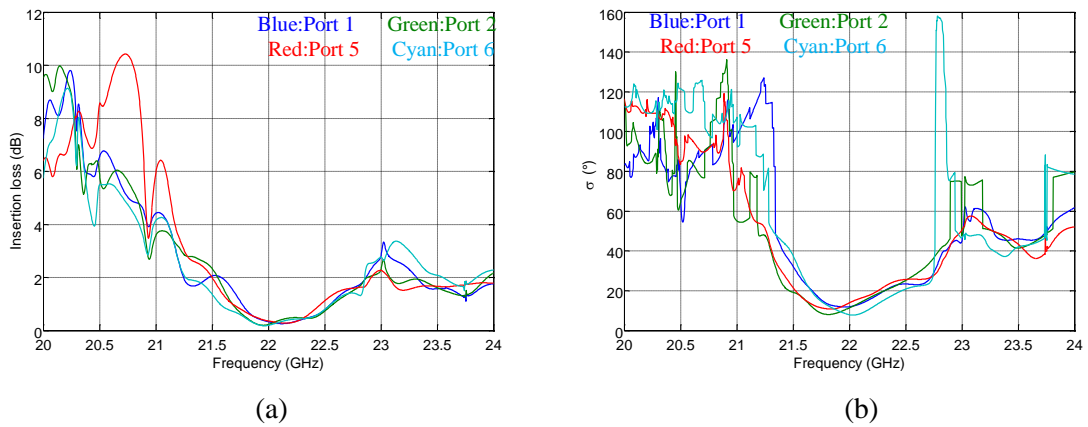 Blue:Port 1 Green:Port 2
Red:Port 5 Cyan:Port 6
12
10
8
6
4
2
0
Insertion loss (dB)
20 20.5 21 21.5 22 22.5 23 23.5 24
Frequency (GHz)
(a)
Blue:Port 1 Green:Port 2
Red:Port 5 Cyan:Port 6
160
140
120
100
80
60
40
20
0
σ (°)
20 20.5 21 21.5 22 22.5 23 23.5 24
Frequency (GHz)
(b)